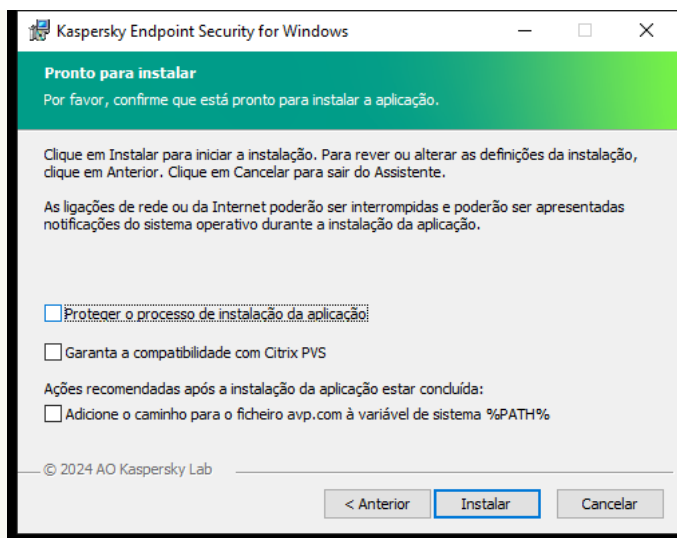 Kaspersky Endpoint Security for Windows
Pronto para instalar
Por favor, confirme que está pronto para instalar a aplicação.
Clique em Instalar para iniciar a instalação. Para rever ou alterar as definições da instalação,
clique em Anterior. Clique em Cancelar para sair do Assistente.
As ligações de rede ou da Internet poderão ser interrompidas e poderão ser apresentadas
notificações do sistema operativo durante a instalação da aplicação.
Proteger o processo de instalação da aplicação
Garanta a compatibilidade com Citrix PVS
Ações recomendadas após a instalação da aplicação estar concluída:
Adicione o caminho para o ficheiro avp.com à variável de sistema %PATH%
© 2024 AO Kaspersky Lab
< Anterior Instalar Cancelar